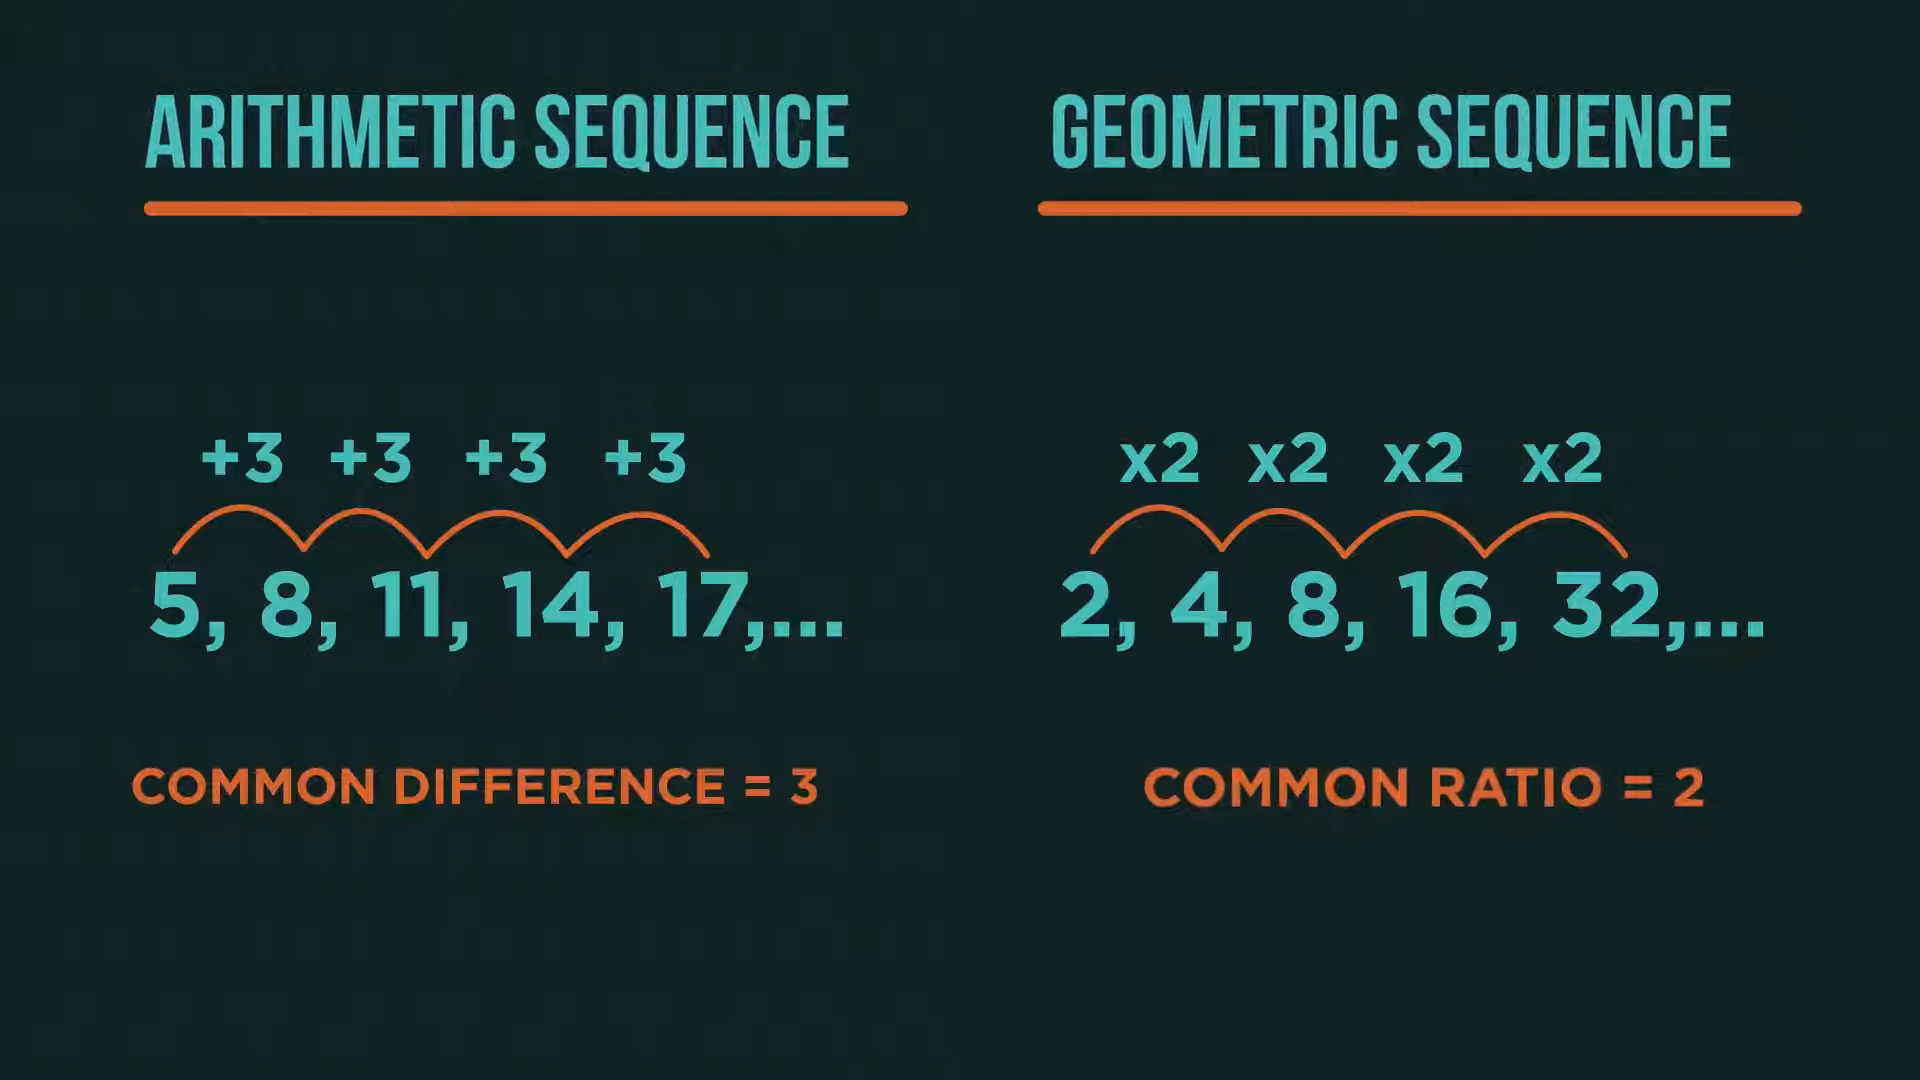 ARITHMETIC SEQUENCE
+3 +3 +3 +3
5, 8, 11, 14, 17,...
COMMON DIFFERENCE = 3
GEOMETRIC SEQUENCE
x2 x2 x2 x2
2, 4, 8, 16, 32,...
COMMON RATIO = 2